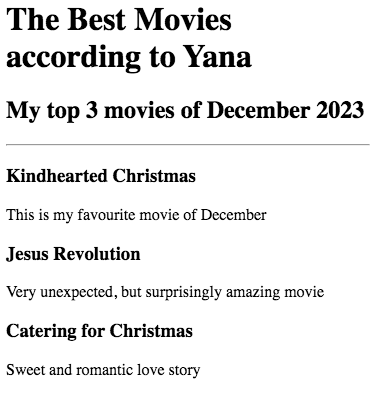 The Best Movies
according to Yana
My top 3 movies of December 2023
Kindhearted Christmas
This is my favourite movie of December
Jesus Revolution
Very unexpected, but surprisingly amazing movie
Catering for Christmas
Sweet and romantic love story